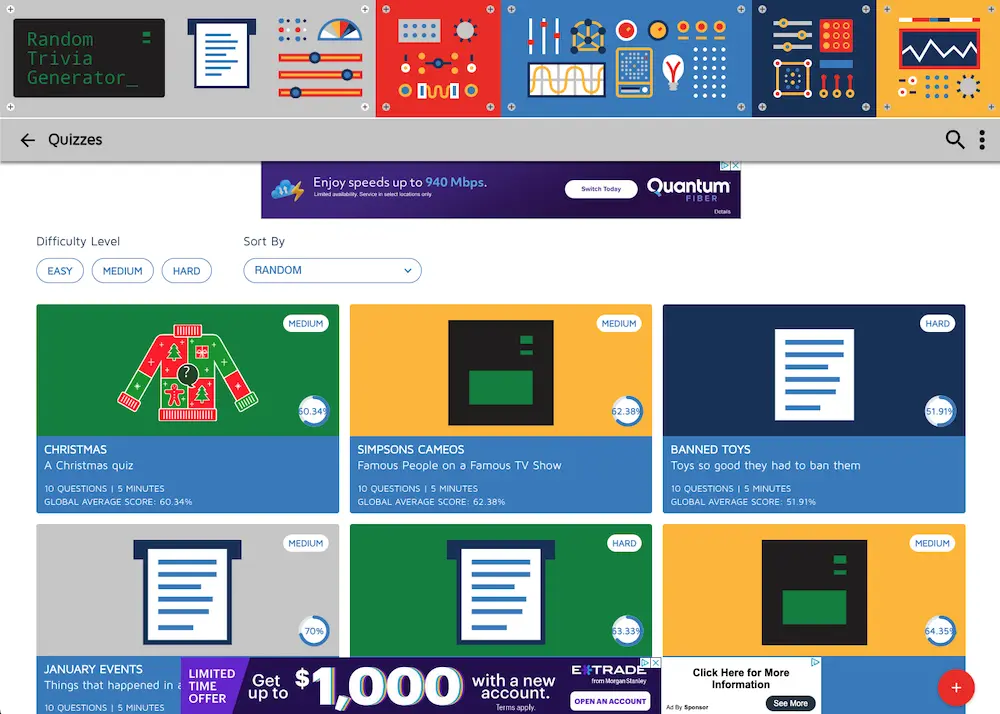 Random
Trivia
Generator_
Quizzes
Enjoy speeds up to 940 Mbps.
Limited availability. Service in select locations only
Switch Today
Quantum
FIBER
Details
Difficulty Level
Sort By
EASY
MEDIUM
HARD
RANDOM
MEDIUM
60.34%
CHRISTMAS
A Christmas quiz
10 QUESTIONS | 5 MINUTES
GLOBAL AVERAGE SCORE: 60.34%
MEDIUM
62.38%
SIMPSONS CAMEOS
Famous People on a Famous TV Show
10 QUESTIONS | 5 MINUTES
GLOBAL AVERAGE SCORE: 62.38%
HARD
51.91%
BANNED TOYS
Toys so good they had to ban them
10 QUESTIONS | 5 MINUTES
GLOBAL AVERAGE SCORE: 51.91%
MEDIUM
70%
JANUARY EVENTS
Things that happened in
10 QUESTIONS | 5 MINUTES
HARD
63.33%
MEDIUM
64.35%
LIMITED
TIME
OFFER
Get
up to
$1,000
with a new
account.
Terms apply.
E*TRADE
from Morgan Stanley
OPEN AN ACCOUNT
Click Here for More
Information
Ad By Sponsor
See More